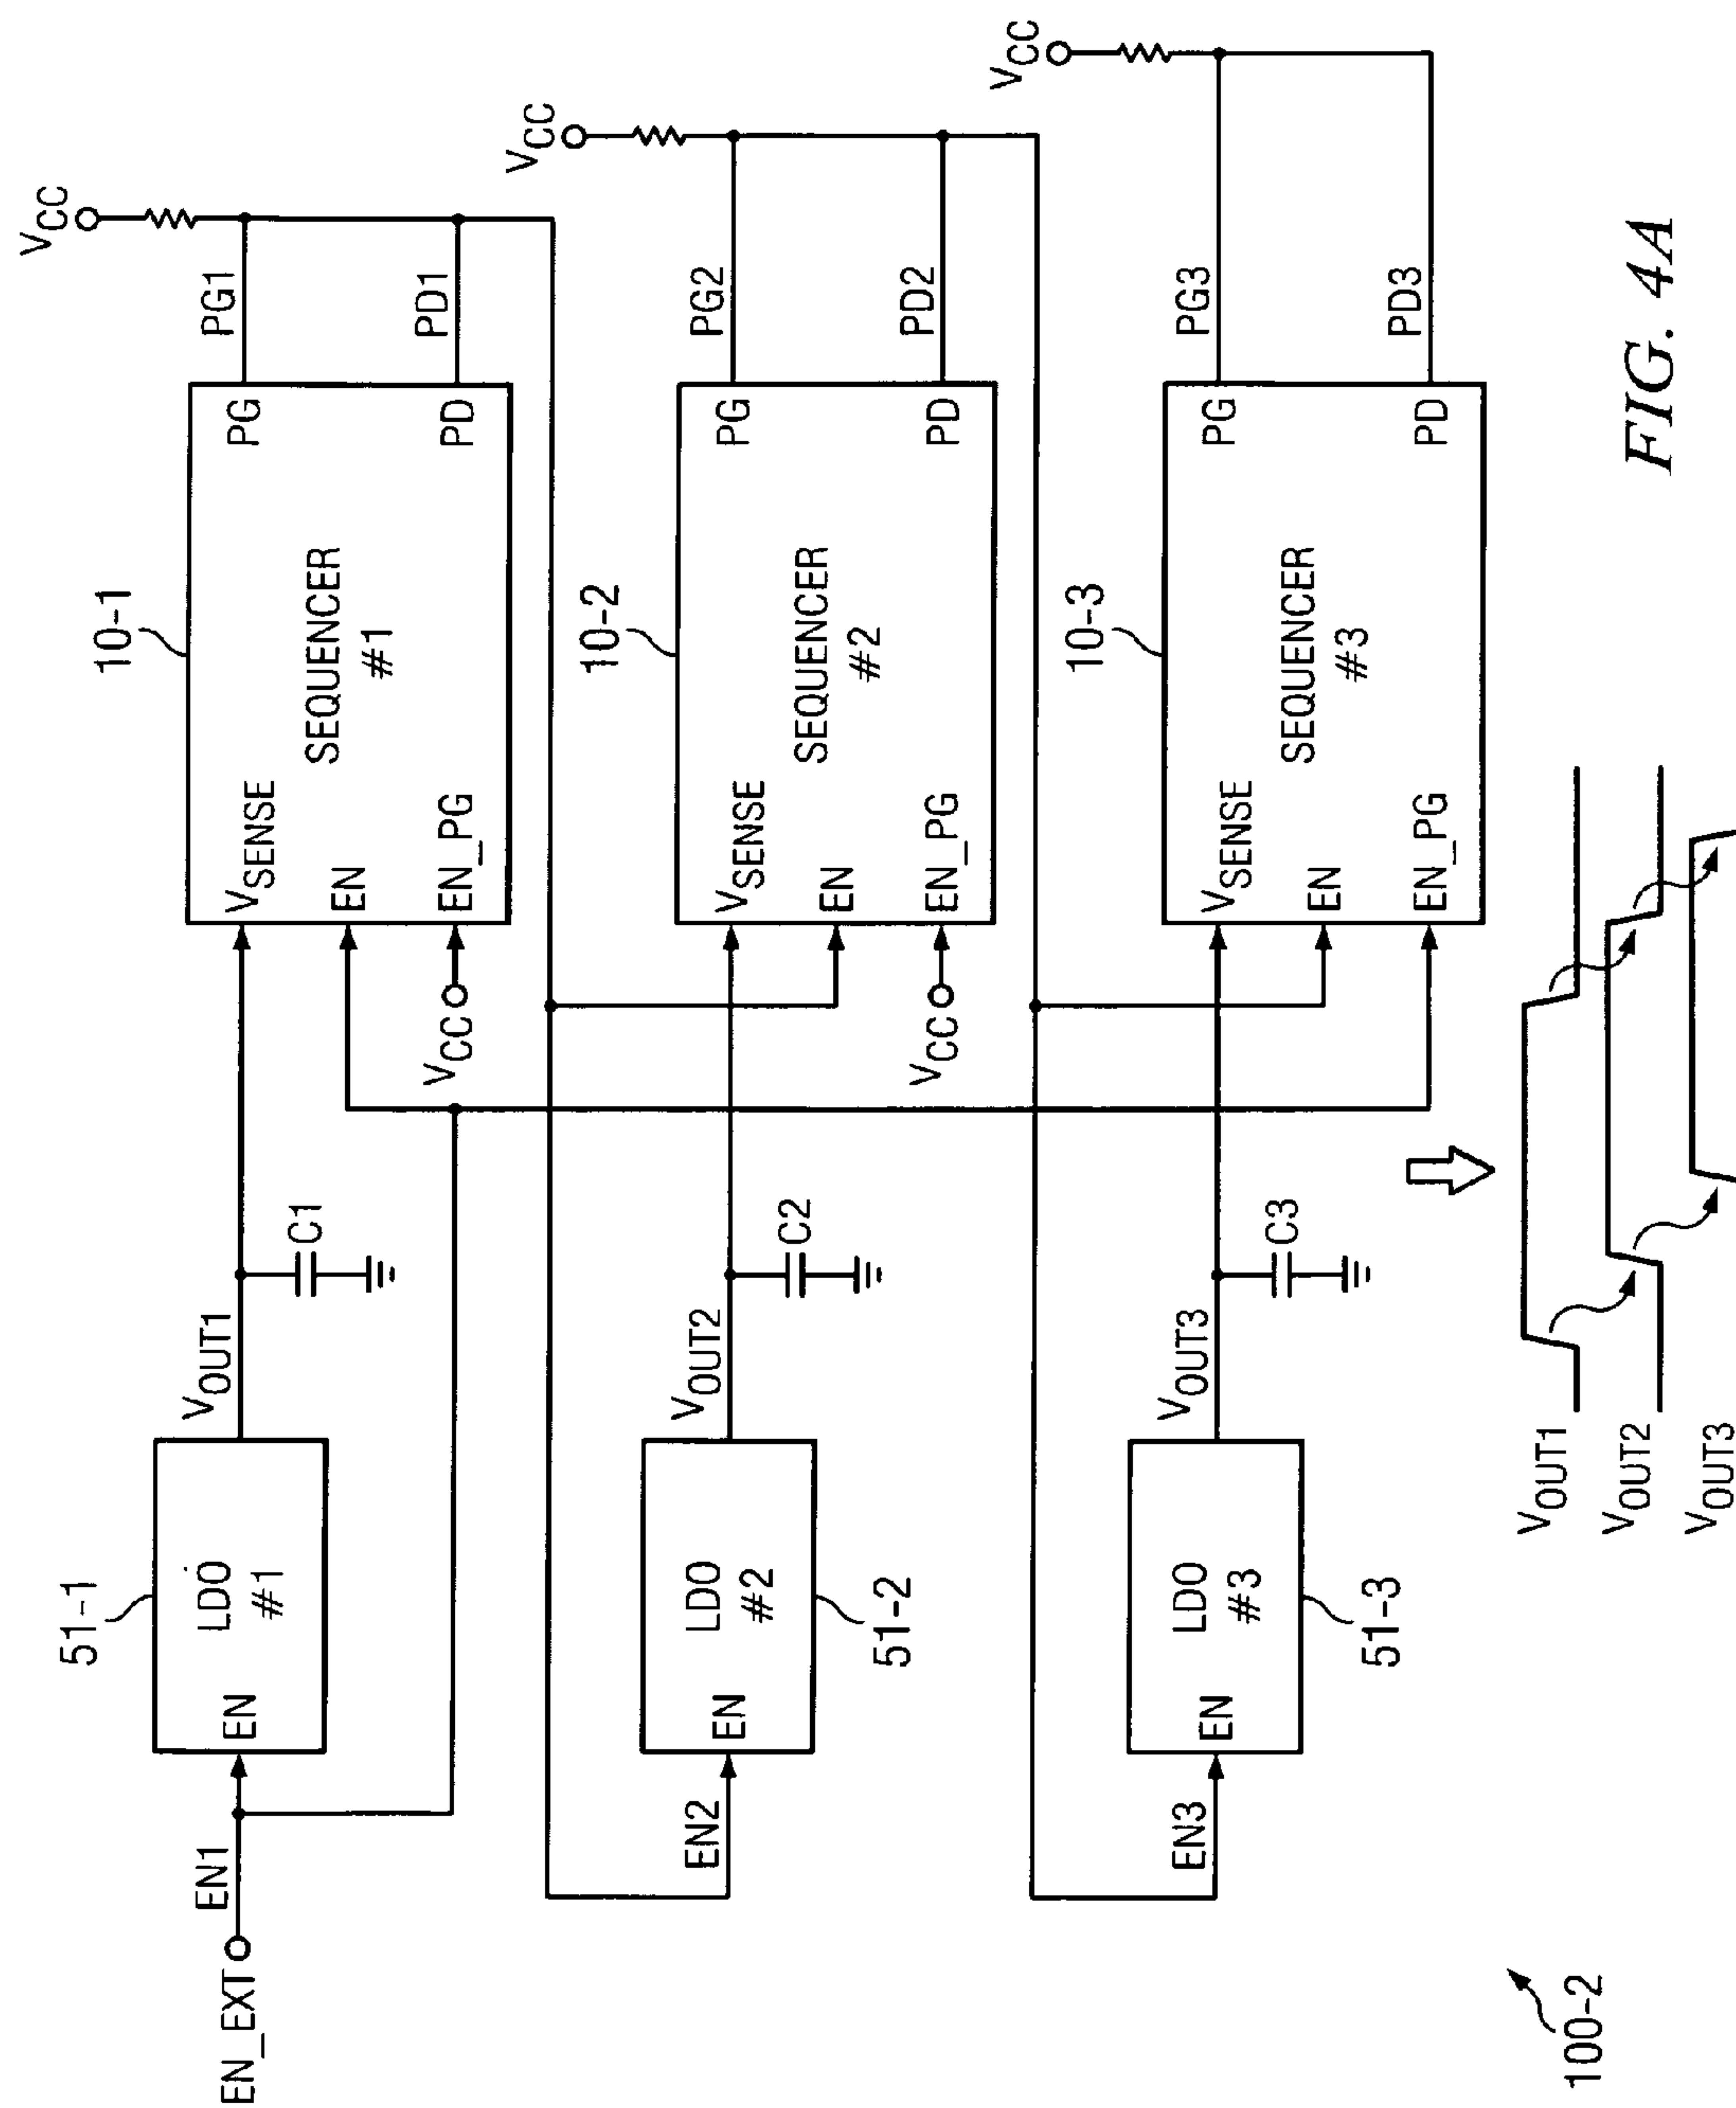 EN_EXT
EN1
51-1
LDO
#1
EN
VOUT1
C1
10-1
SEQUENCER
#1
VSENSE
EN
EN_PG
VCC
PG
PD
PG1
PD1
VCC
EN2
LDO
#2
EN
51-2
VOUT2
C2
10-2
SEQUENCER
#2
VSENSE
EN
EN_PG
VCC
PG
PD
PG2
PD2
VCC
EN3
LDO
#3
EN
51-3
VOUT3
C3
10-3
SEQUENCER
#3
VSENSE
EN
EN_PG
PG
PD
PG3
PD3
VCC
100-2
VOUT1
VOUT2
VOUT3
FIG. 4A